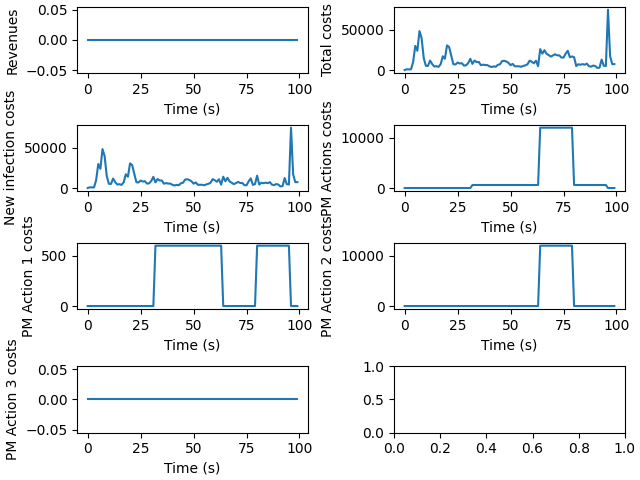 Revenues
0.05
0.00
−0.05
0 25 50 75 100
Time (s)
Total costs
50000
0
0 25 50 75 100
Time (s)
New infection costs
50000
0
0 25 50 75 100
Time (s)
PM Actions costs
10000
0
0 25 50 75 100
Time (s)
PM Action 1 costs
500
0
0 25 50 75 100
Time (s)
PM Action 2 costs
10000
0
0 25 50 75 100
Time (s)
PM Action 3 costs
0.05
0.00
−0.05
0 25 50 75 100
Time (s)
1.0
0.5
0.0
0.0 0.2 0.4 0.6 0.8 1.0